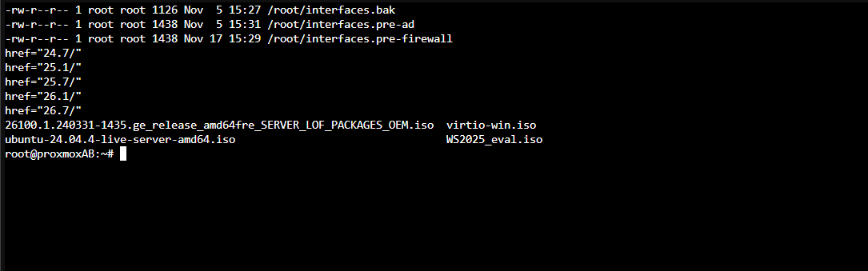 -rw-r--r-- 1 root root 1126 Nov  5 15:27 /root/interfaces.bak
-rw-r--r-- 1 root root 1438 Nov  5 15:31 /root/interfaces.pre-ad
-rw-r--r-- 1 root root 1438 Nov 17 15:29 /root/interfaces.pre-firewall
href="24.7/"
href="25.1/"
href="25.7/"
href="26.1/"
href="26.7/"
26100.1.240331-1435.ge_release_amd64fre_SERVER_LOF_PACKAGES_OEM.iso  virtio-win.iso
ubuntu-24.04.4-live-server-amd64.iso                                 WS2025_eval.iso
root@proxmoxAB:~#